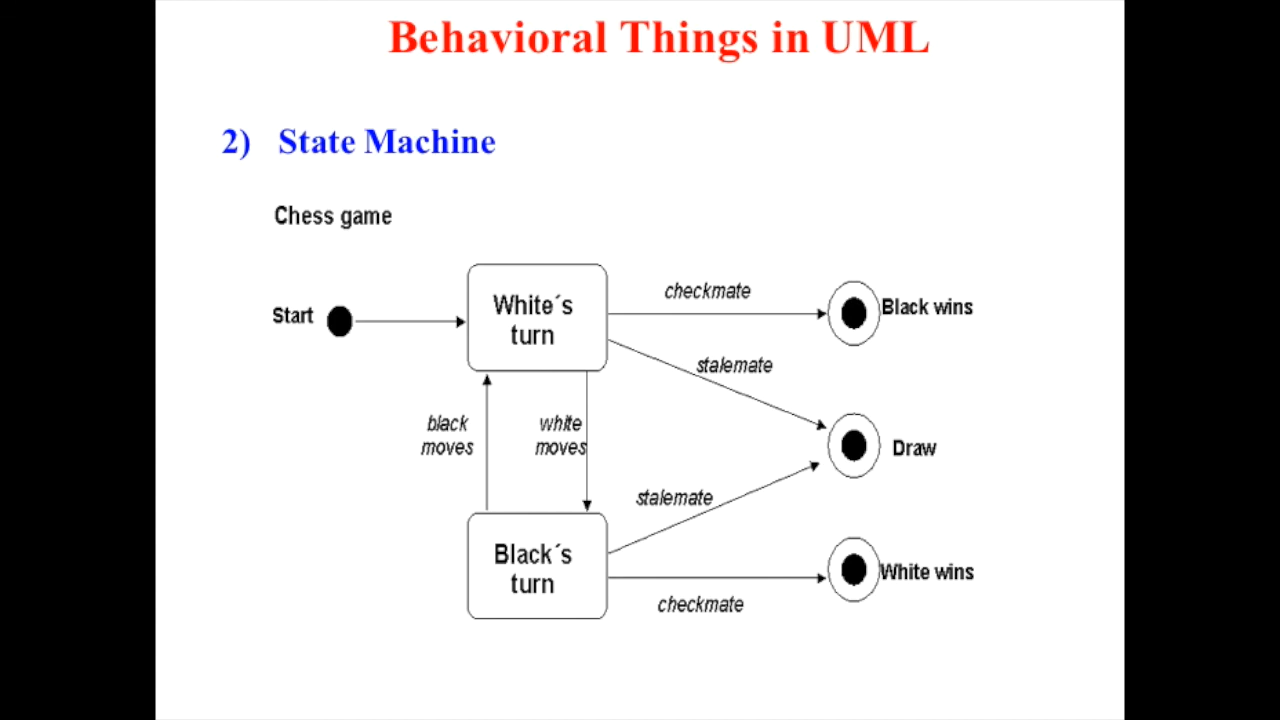 Behavioral Things in UML
2) State Machine
Chess game
Start
White´s
turn
checkmate
Black wins
stalemate
black
moves
white
moves
Draw
stalemate
Black´s
turn
White wins
checkmate